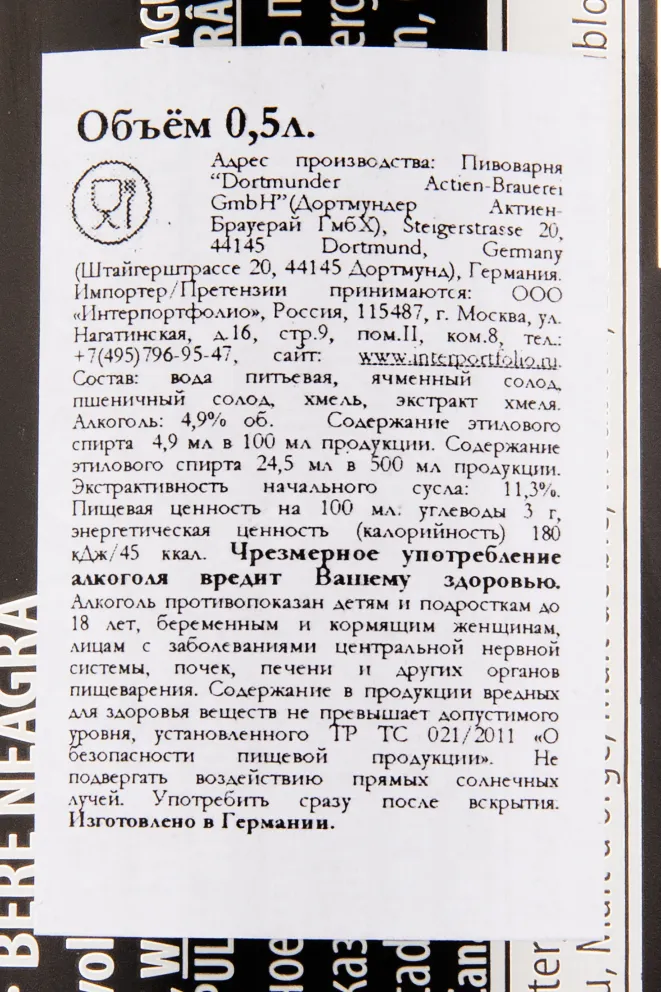 Объём 0,5л.
Адрес производства: Пивоварня
“Dortmunder Actien-Brauerei
GmbH”(Дортмундер Актиен-
Брауерай ГмбХ), Steigerstrasse 20,
44145 Dortmund, Germany
(Штайгерштрассе 20, 44145 Дортмунд), Германия.
Импортер/Претензии принимаются: ООО
«Интерпортфолио», Россия, 115487, г. Москва, ул.
Нагатинская, д.16, стр.9, пом.II, ком.8, тел.:
+7(495)796-95-47, сайт: www.interportfolio.ru.
Состав: вода питьевая, ячменный солод,
пшеничный солод, хмель, экстракт хмеля.
Алкоголь: 4,9% об. Содержание этилового
спирта 4,9 мл в 100 мл продукции. Содержание
этилового спирта 24,5 мл в 500 мл продукции.
Экстрактивность начального сусла: 11,3%.
Пищевая ценность на 100 мл: углеводы 3 г,
энергетическая ценность (калорийность) 180
кДж/45 ккал. Чрезмерное употребление
алкоголя вредит Вашему здоровью.
Алкоголь противопоказан детям и подросткам до
18 лет, беременным и кормящим женщинам,
лицам с заболеваниями центральной нервной
системы, почек, печени и других органов
пищеварения. Содержание в продукции вредных
для здоровья веществ не превышает допустимого
уровня, установленного ТР ТС 021/2011 «О
безопасности пищевой продукции». Не
подвергать воздействию прямых солнечных
лучей. Употребить сразу после вскрытия.
Изготовлено в Германии.
BERE NEAGRA